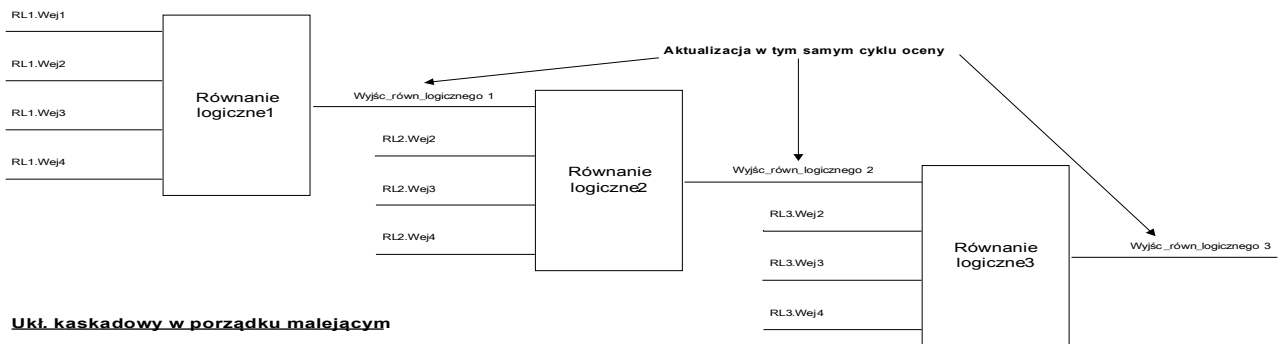 RL1.Wej1
RL1.Wej2
RL1.Wej3
RL1.Wej4
Równanie
logiczne1
Aktualizacja w tym samym cyklu oceny
Wyjśc_równ_logicznego 1
RL2.Wej2
RL2.Wej3
RL2.Wej4
Równanie
logiczne2
Wyjśc_równ_logicznego 2
RL3.Wej2
RL3.Wej3
RL3.Wej4
Równanie
logiczne3
Wyjśc_równ_logicznego 3
Ukł. kaskadowy w porządku malejącym